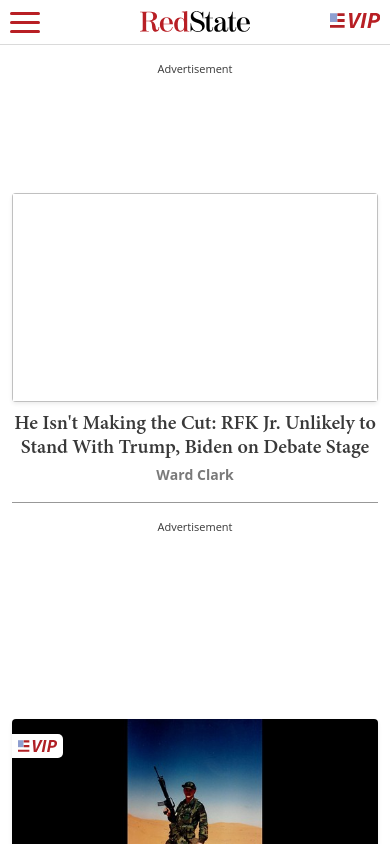 RedState
VIP
Advertisement
He Isn't Making the Cut: RFK Jr. Unlikely to
Stand With Trump, Biden on Debate Stage
Ward Clark
Advertisement
VIP